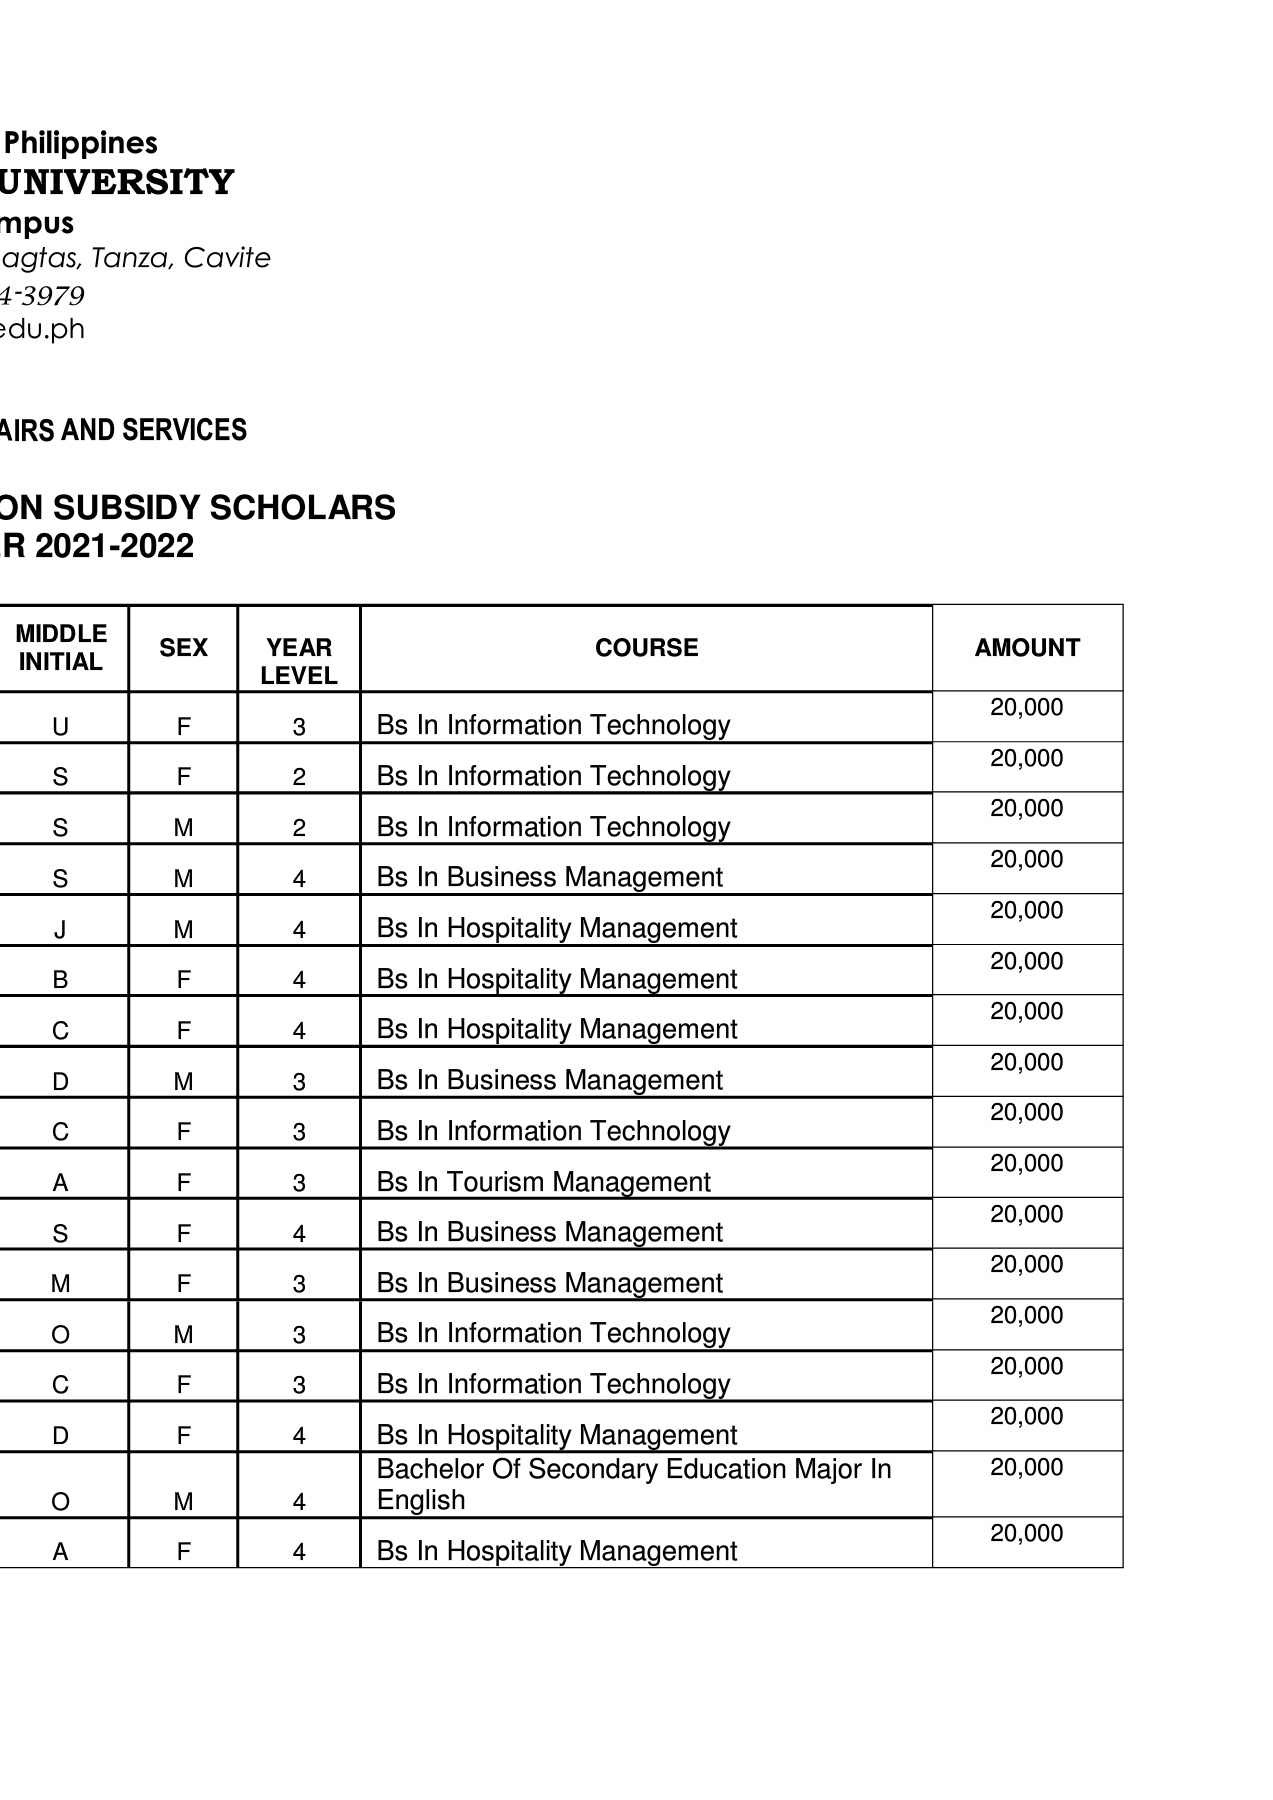 Philippines
UNIVERSITY
mpus
agtas, Tanza, Cavite
4-3979
edu.ph
AIRS AND SERVICES
ON SUBSIDY SCHOLARS
R 2021-2022
MIDDLE INITIAL SEX YEAR LEVEL COURSE AMOUNT
U F 3 Bs In Information Technology 20,000
S F 2 Bs In Information Technology 20,000
S M 2 Bs In Information Technology 20,000
S M 4 Bs In Business Management 20,000
J M 4 Bs In Hospitality Management 20,000
B F 4 Bs In Hospitality Management 20,000
C F 4 Bs In Hospitality Management 20,000
D M 3 Bs In Business Management 20,000
C F 3 Bs In Information Technology 20,000
A F 3 Bs In Tourism Management 20,000
S F 4 Bs In Business Management 20,000
M F 3 Bs In Business Management 20,000
O M 3 Bs In Information Technology 20,000
C F 3 Bs In Information Technology 20,000
D F 4 Bs In Hospitality Management 20,000
O M 4 Bachelor Of Secondary Education Major In English 20,000
A F 4 Bs In Hospitality Management 20,000